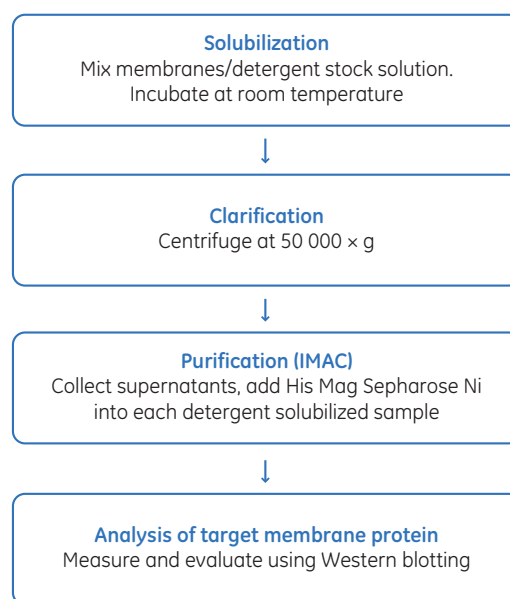 Solubilization
Mix membranes/detergent stock solution.
Incubate at room temperature
Clarification
Centrifuge at 50 000 × g
Purification (IMAC)
Collect supernatants, add His Mag Sepharose Ni
into each detergent solubilized sample
Analysis of target membrane protein
Measure and evaluate using Western blotting